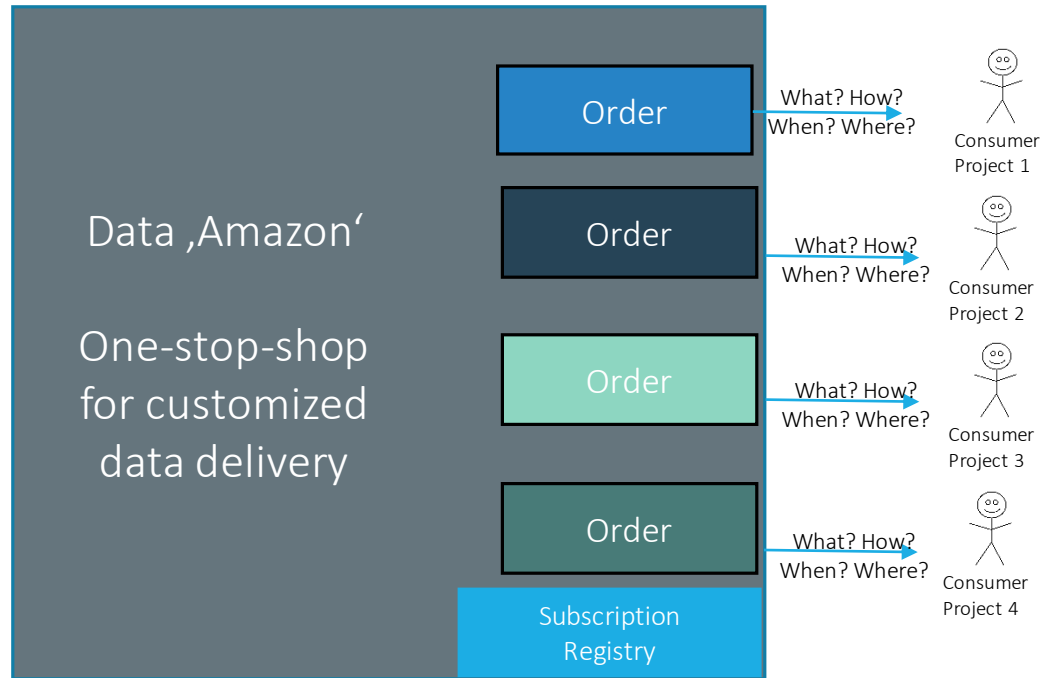 Data ‚Amazon‘
One-stop-shop
for customized
data delivery
Order
What? How?
When? Where?
Consumer
Project 1
Order
What? How?
When? Where?
Consumer
Project 2
Order
What? How?
When? Where?
Consumer
Project 3
Order
What? How?
When? Where?
Consumer
Project 4
Subscription
Registry